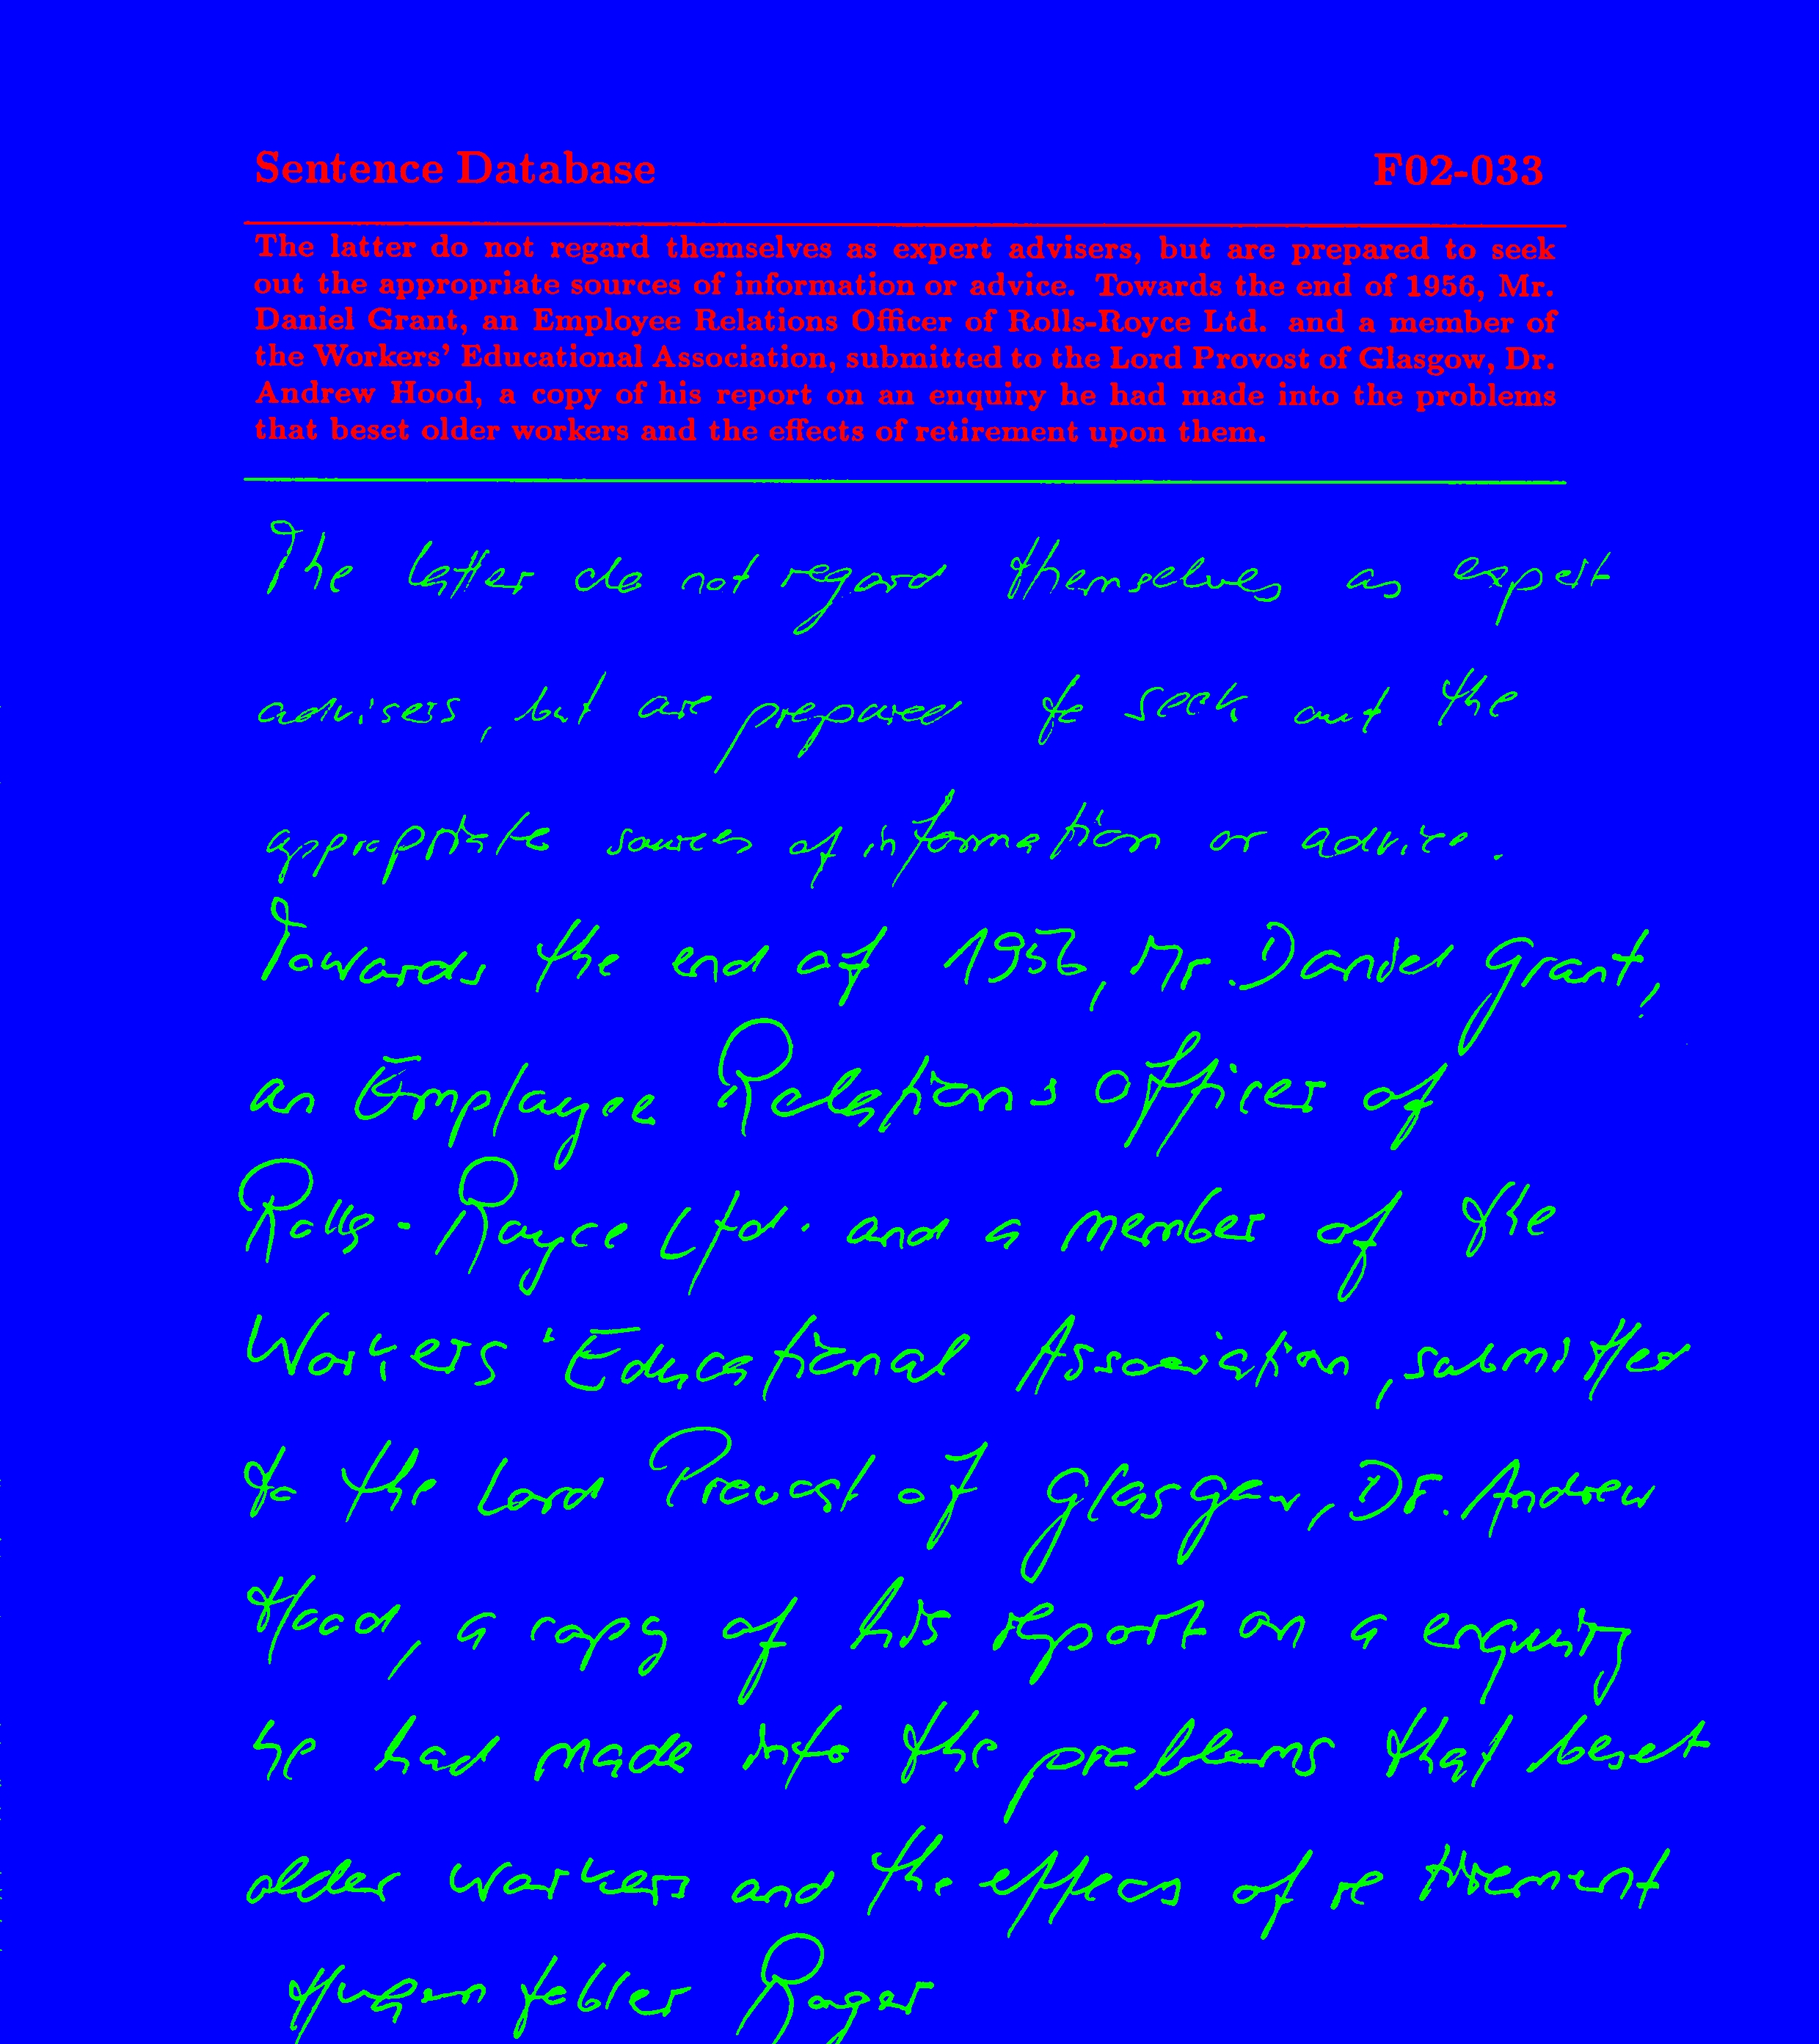 Sentence Database F02-033
The latter do not regard themselves as expert advisers, but are prepared to seek
out the appropriate sources of information or advice. Towards the end of 1956, Mr.
Daniel Grant, an Employee Relations Officer of Rolls-Royce Ltd. and a member of
the Workers' Educational Association, submitted to the Lord Provost of Glasgow, Dr.
Andrew Hood, a copy of his report on an enquiry he had made into the problems
that beset older workers and the effects of retirement upon them.
The latter do not regard themselves as expert
advisers, but are prepared to seek out the
appropriate sources of information or advice.
Towards the end of 1956, Mr. Daniel Grant,
an Employee Relations Officer of
Rolls-Royce Ltd. and a member of the
Workers' Educational Association, submitted
to the Lord Provost of Glasgow, Dr. Andrew
Hood, a copy of his report on a enquiry
he had made into the problems that beset
older workers and the effects of retirement
Roger